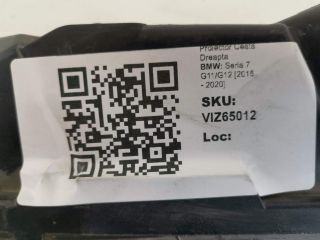 Proiector Ceata
Dreapta
BMW: Seria 7
G11/G12 [2015
- 2020]
SKU:
VIZ65012
Loc: